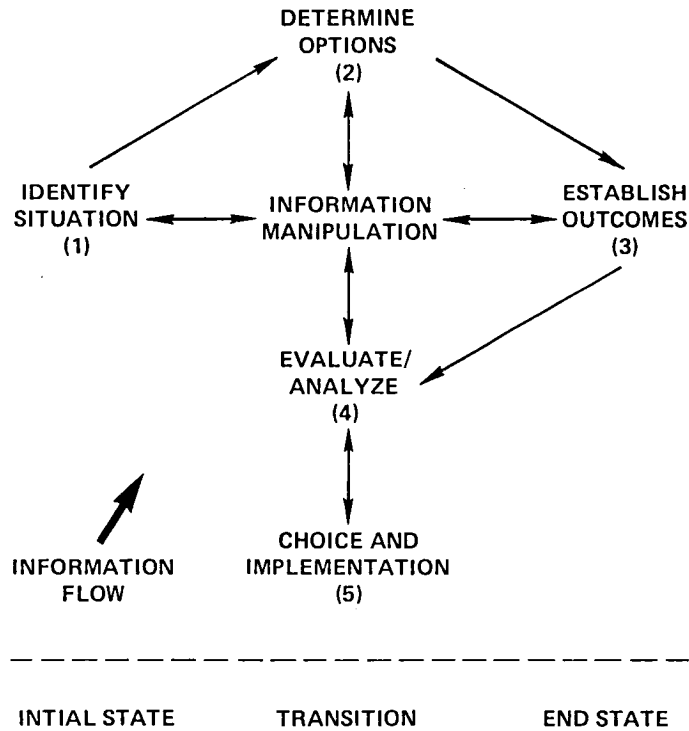 DETERMINE
OPTIONS
(2)
IDENTIFY
SITUATION
(1)
INFORMATION
MANIPULATION
ESTABLISH
OUTCOMES
(3)
EVALUATE/
ANALYZE
(4)
INFORMATION
FLOW
CHOICE AND
IMPLEMENTATION
(5)
INTIAL STATE
TRANSITION
END STATE